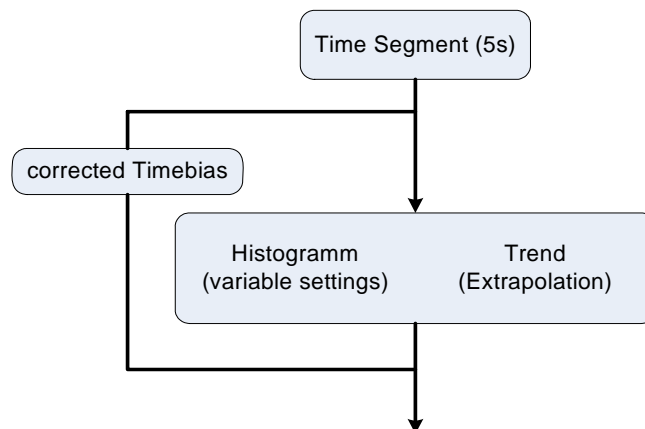 Time Segment (5s)
corrected Timebias
Histogramm
(variable settings)
Trend
(Extrapolation)